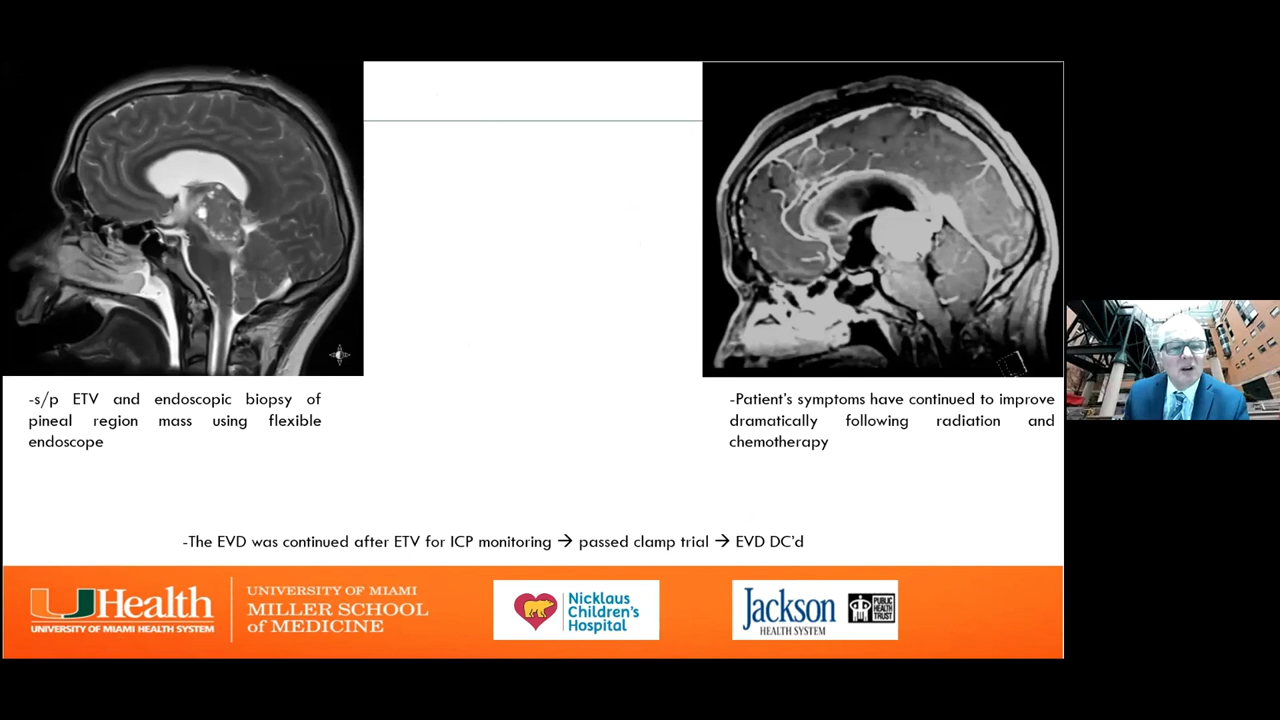 -s/p ETV and endoscopic biopsy of
pineal region mass using flexible
endoscope
-Patient's symptoms have continued to improve
dramatically following radiation and
chemotherapy
-The EVD was continued after ETV for ICP monitoring → passed clamp trial → EVD DC'd
UHealth
UNIVERSITY OF MIAMI HEALTH SYSTEM
UNIVERSITY OF MIAMI
MILLER SCHOOL
of MEDICINE
Nicklaus
Children's
Hospital
Jackson
HEALTH SYSTEM
PUBLIC
HEALTH
TRUST